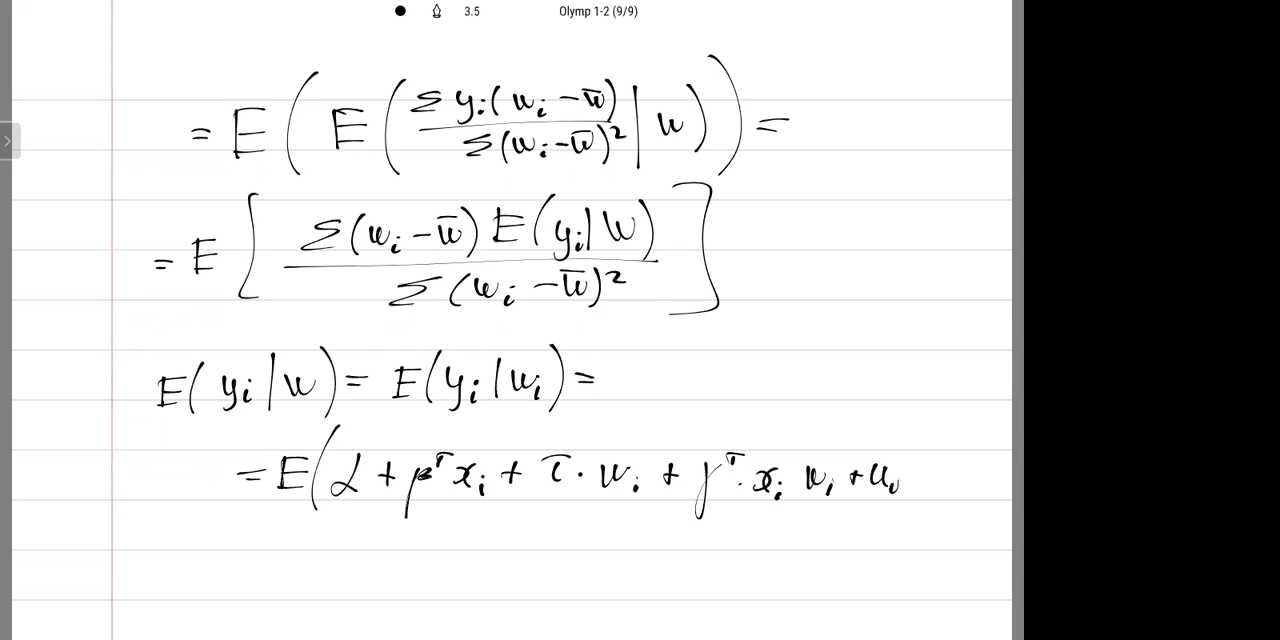 3.5 Olymp 1-2 (9/9)
= E ( E ( Σ y_i (w_i - w̄) / Σ (w_i - w̄)² | w ) ) =
= E [ Σ (w_i - w̄) E(y_i | w) / Σ (w_i - w̄)² ]
E( y_i | w) = E(y_i | w_i) =
= E( α + β^T x_i + τ · w_i + γ^T · x_i w_i + u_i